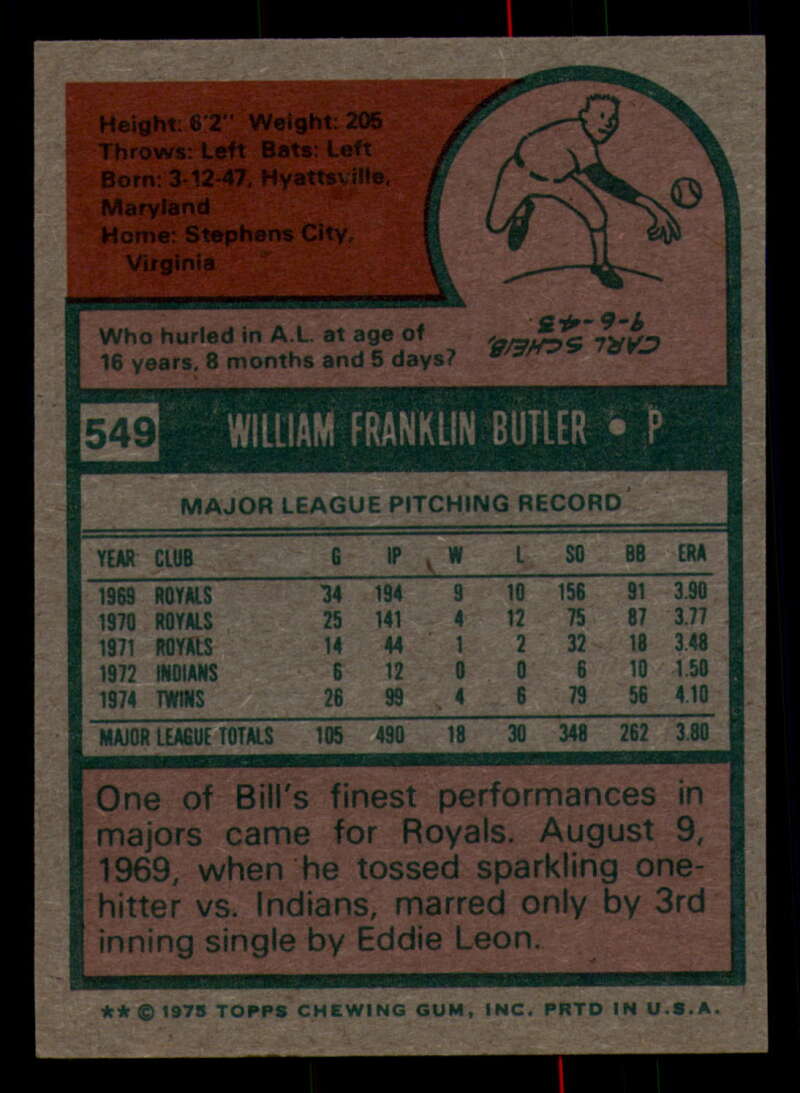 Height: 6'2" Weight: 205
Throws: Left Bats: Left
Born: 3-12-47, Hyattsville,
Maryland
Home: Stephens City,
Virginia
Who hurled in A.L. at age of
16 years, 8 months and 5 days?
CARL SCHEIB,
9-6-43
549 WILLIAM FRANKLIN BUTLER • P
MAJOR LEAGUE PITCHING RECORD
YEAR CLUB G IP W L SO BB ERA
1969 ROYALS 34 194 9 10 156 91 3.90
1970 ROYALS 25 141 4 12 75 87 3.77
1971 ROYALS 14 44 1 2 32 18 3.48
1972 INDIANS 6 12 0 0 6 10 1.50
1974 TWINS 26 99 4 6 79 56 4.10
MAJOR LEAGUE TOTALS 105 490 18 30 348 262 3.80
One of Bill's finest performances in
majors came for Royals. August 9,
1969, when he tossed sparkling one-
hitter vs. Indians, marred only by 3rd
inning single by Eddie Leon.
** © 1975 TOPPS CHEWING GUM, INC. PRTD IN U.S.A.